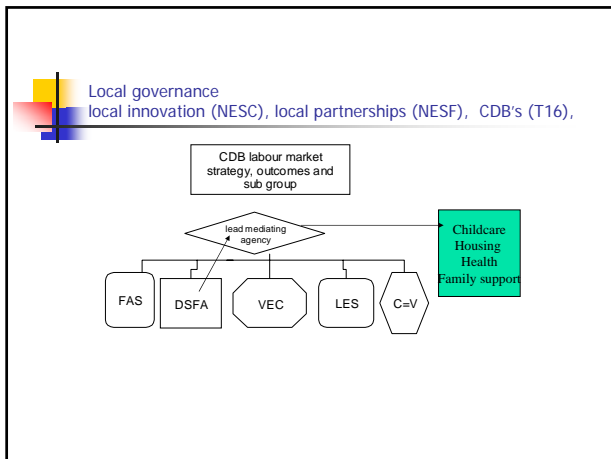 Local governance
local innovation (NESC), local partnerships (NESF),  CDB's (T16),
CDB labour market
strategy, outcomes and
sub group
lead mediating
agency
Childcare
Housing
Health
Family support
FAS
DSFA
VEC
LES
C=V